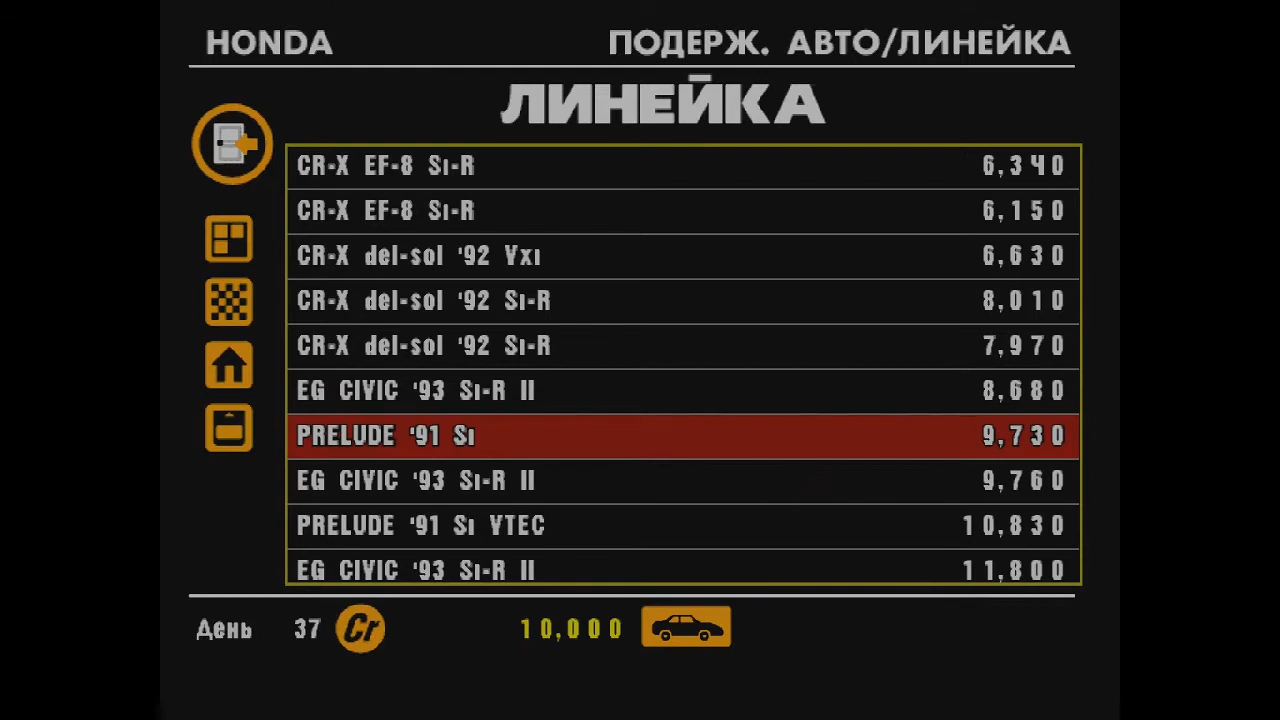 HONDA ПОДЕРЖ. АВТО/ЛИНЕЙКА
ЛИНЕЙКА
CR-X EF-8 Si-R 6,340
CR-X EF-8 Si-R 6,150
CR-X del-sol '92 Vxi 6,630
CR-X del-sol '92 Si-R 8,010
CR-X del-sol '92 Si-R 7,970
EG CIVIC '93 Si-R II 8,680
PRELUDE '91 Si 9,730
EG CIVIC '93 Si-R II 9,760
PRELUDE '91 Si VTEC 10,830
EG CIVIC '93 Si-R II 11,800
День 37 Cr 10,000